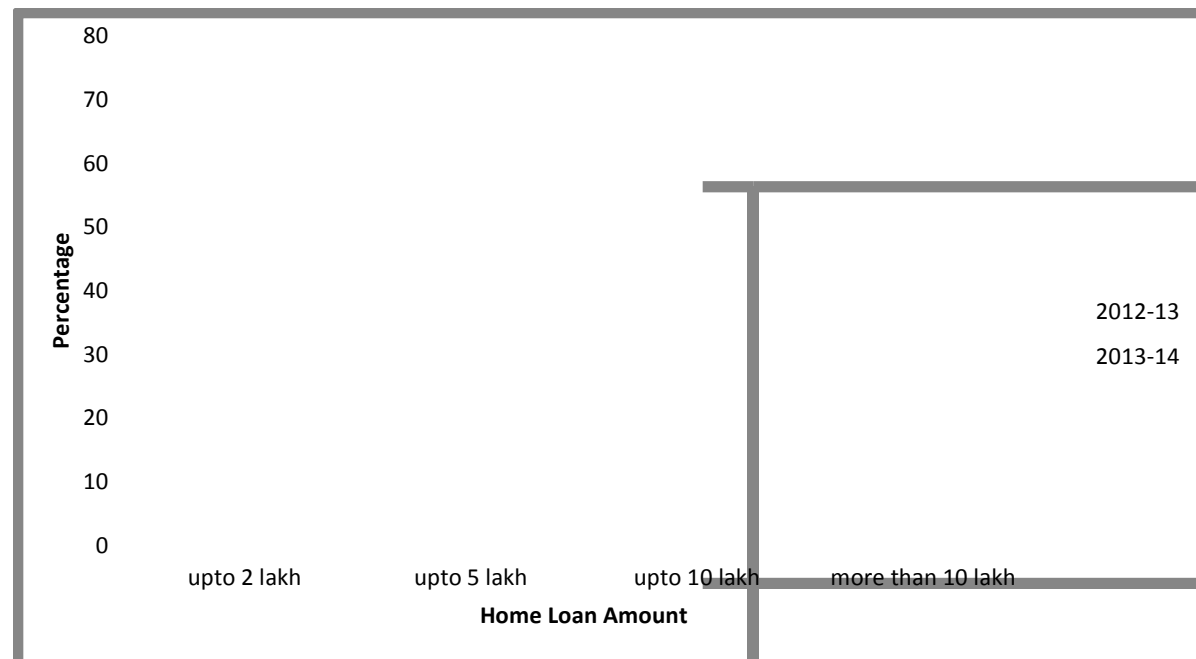 80
70
60
50
40
30
20
10
0
Percentage
2012-13
2013-14
upto 2 lakh
upto 5 lakh
upto 10 lakh
more than 10 lakh
Home Loan Amount